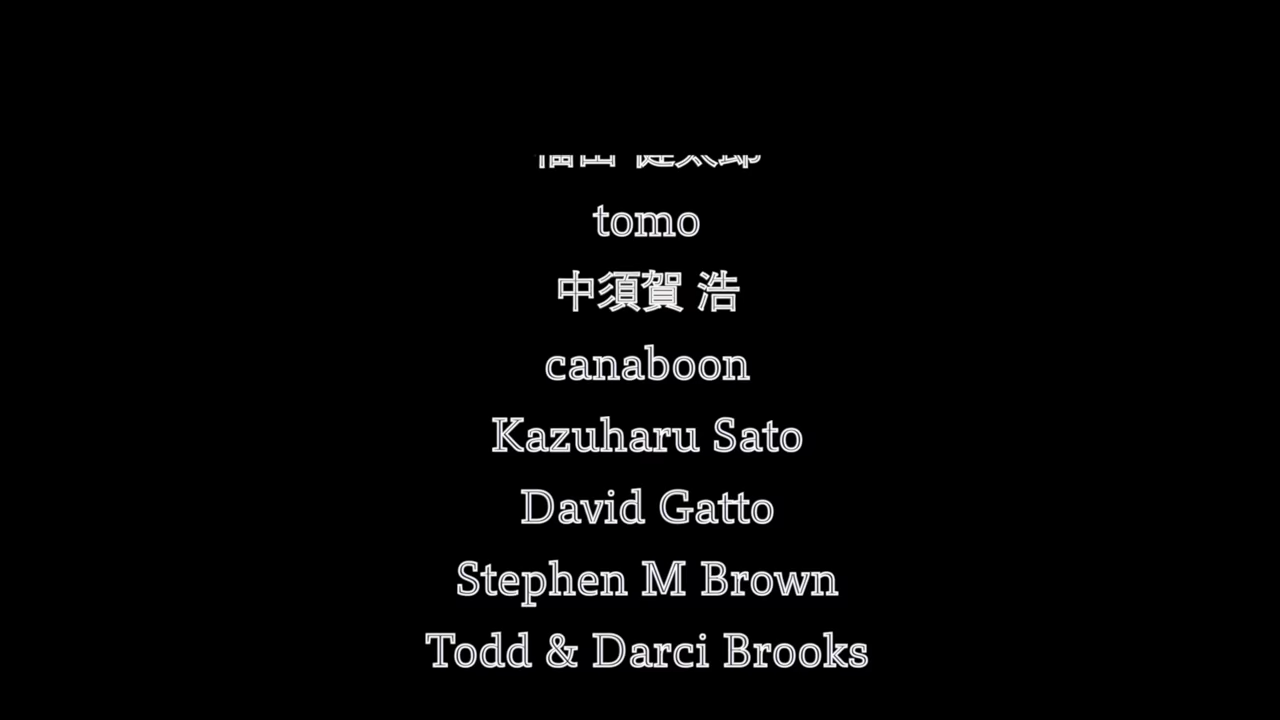 tomo
中須賀 浩
canaboon
Kazuharu Sato
David Gatto
Stephen M Brown
Todd & Darci Brooks